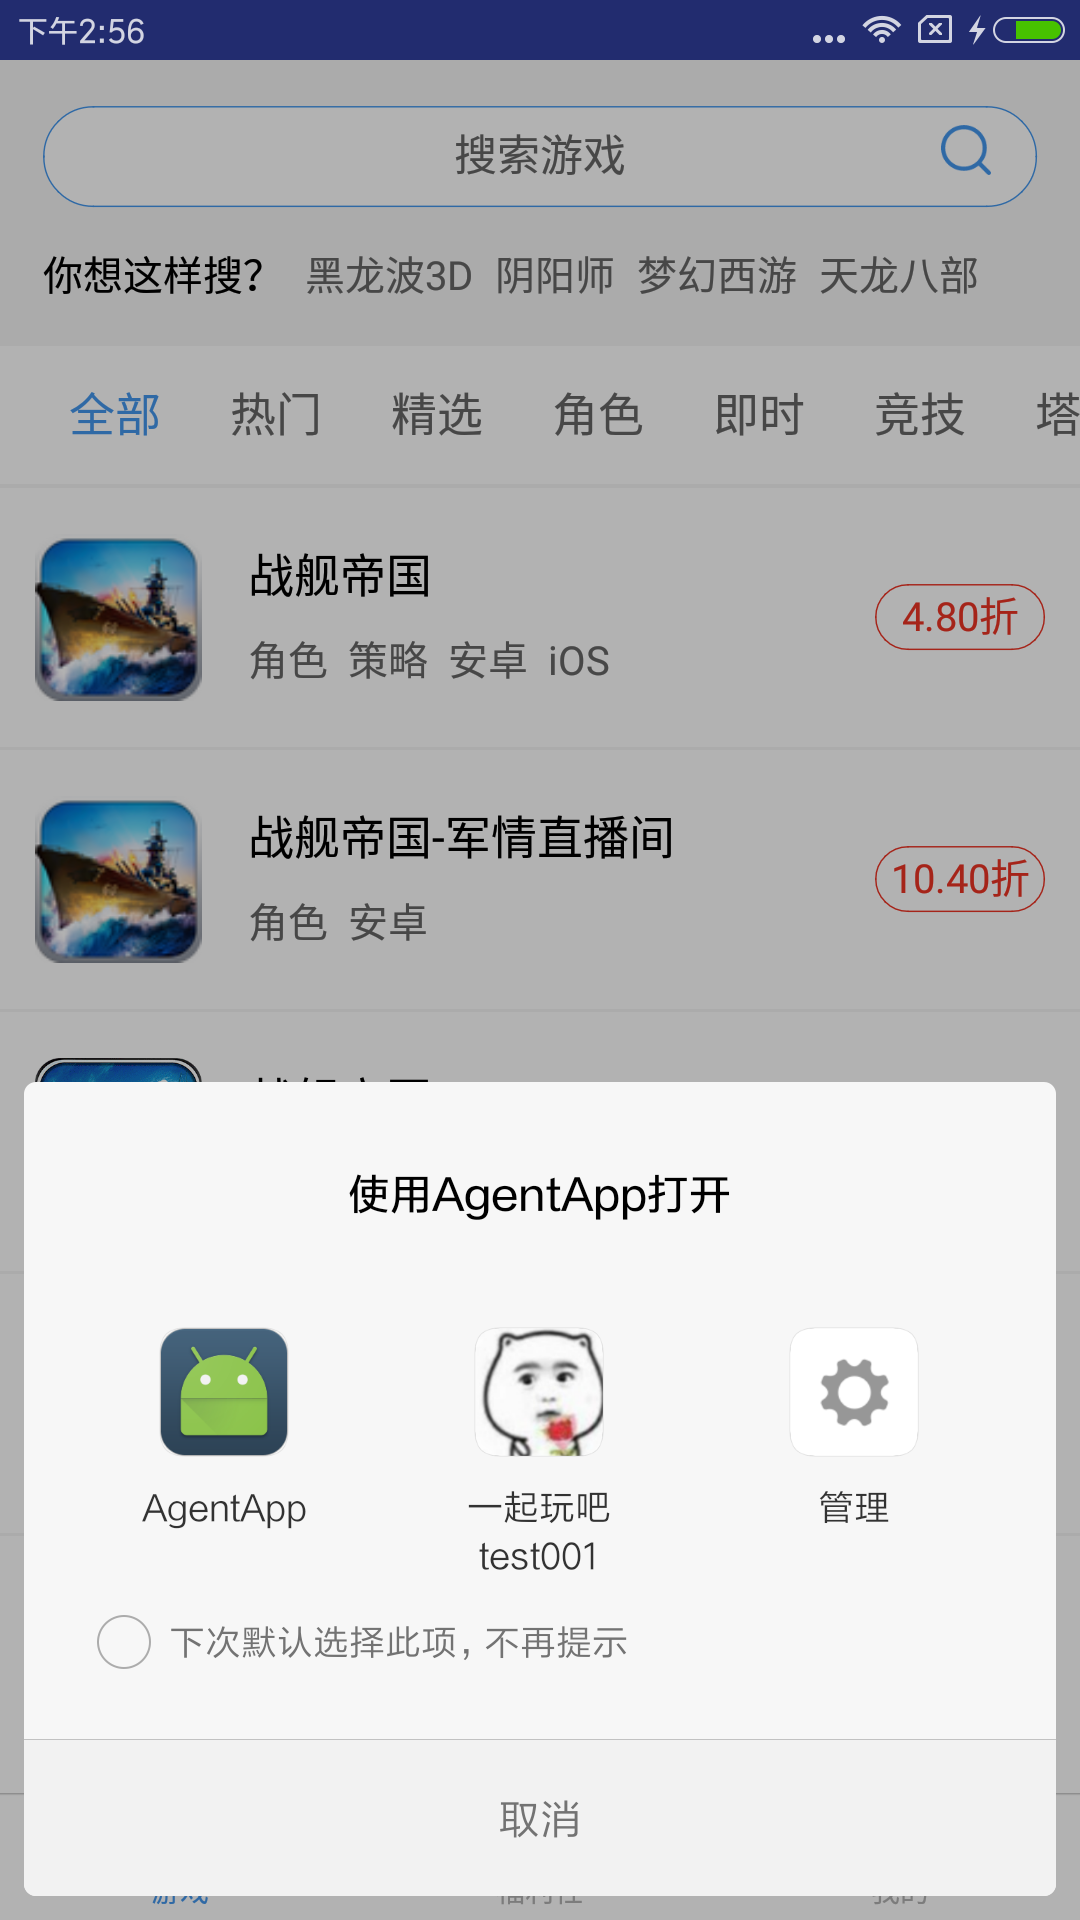 下午2:56
搜索游戏
你想这样搜? 黑龙波3D 阴阳师 梦幻西游 天龙八部
全部 热门 精选 角色 即时 竞技 塔
战舰帝国
4.80折
角色 策略 安卓 iOS
战舰帝国-军情直播间
10.40折
角色 安卓
使用AgentApp打开
AgentApp
一起玩吧
test001
管理
下次默认选择此项，不再提示
取消
游戏
我的